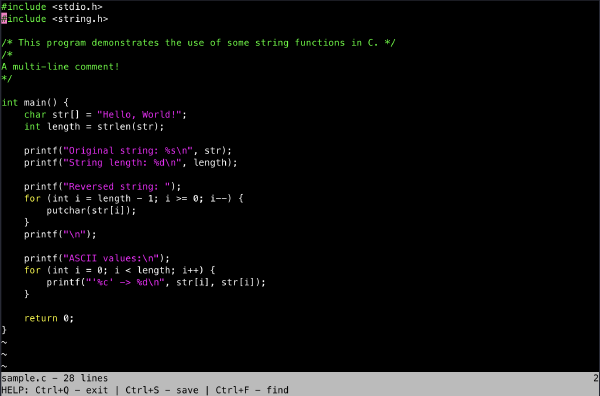 #include <stdio.h>
#include <string.h>

/* This program demonstrates the use of some string functions in C. */
/*
A multi-line comment!
*/

int main() {
    char str[] = "Hello, World!";
    int length = strlen(str);

    printf("Original string: %s\n", str);
    printf("String length: %d\n", length);

    printf("Reversed string: ");
    for (int i = length - 1; i >= 0; i--) {
        putchar(str[i]);
    }
    printf("\n");

    printf("ASCII values:\n");
    for (int i = 0; i < length; i++) {
        printf("'%c' -> %d\n", str[i], str[i]);
    }

    return 0;
}
~
~
~
sample.c - 28 lines 2
HELP: Ctrl+Q - exit | Ctrl+S - save | Ctrl+F - find